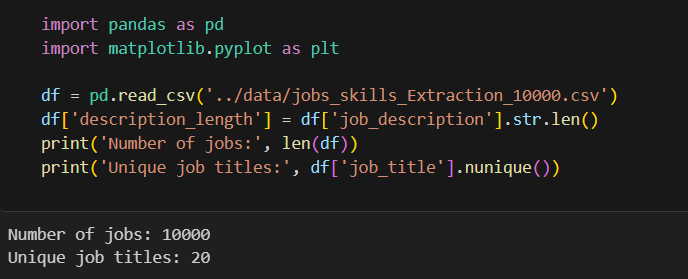 import pandas as pd
import matplotlib.pyplot as plt
df = pd.read_csv('../data/jobs_skills_Extraction_10000.csv')
df['description_length'] = df['job_description'].str.len()
print('Number of jobs:', len(df))
print('Unique job titles:', df['job_title'].nunique())
Number of jobs: 10000
Unique job titles: 20